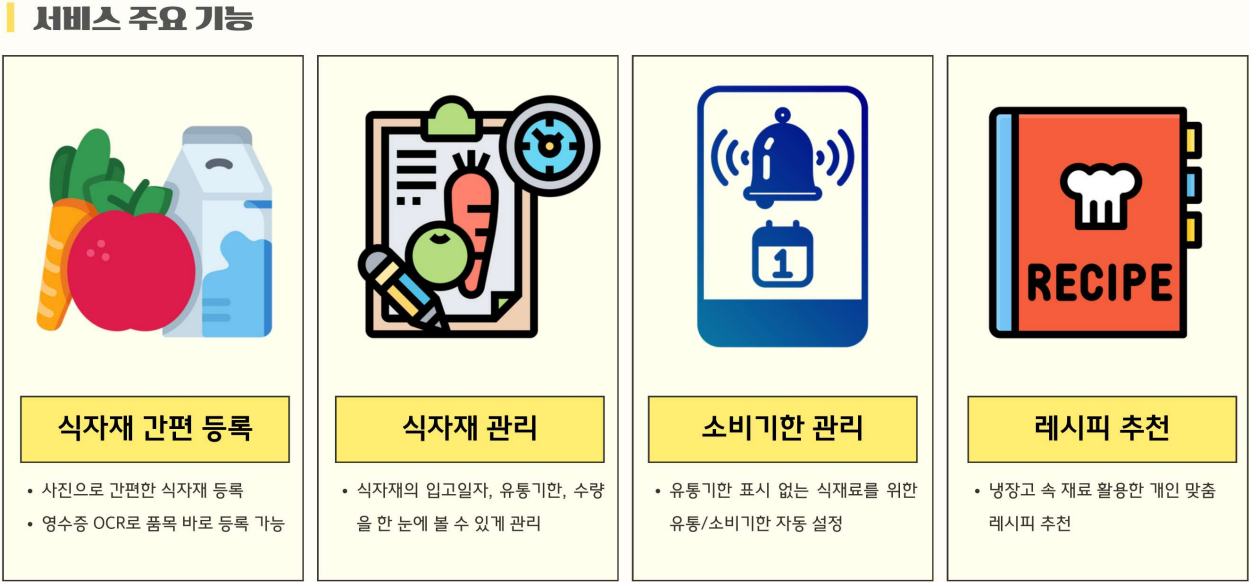 서비스 주요 기능
RECIPE
1
식자재 간편 등록
• 사진으로 간편한 식자재 등록
• 영수증 OCR로 품목 바로 등록 가능
식자재 관리
• 식자재의 입고일자, 유통기한, 수량
을 한 눈에 볼 수 있게 관리
소비기한 관리
• 유통기한 표시 없는 식재료를 위한
유통/소비기한 자동 설정
레시피 추천
• 냉장고 속 재료 활용한 개인 맞춤
레시피 추천